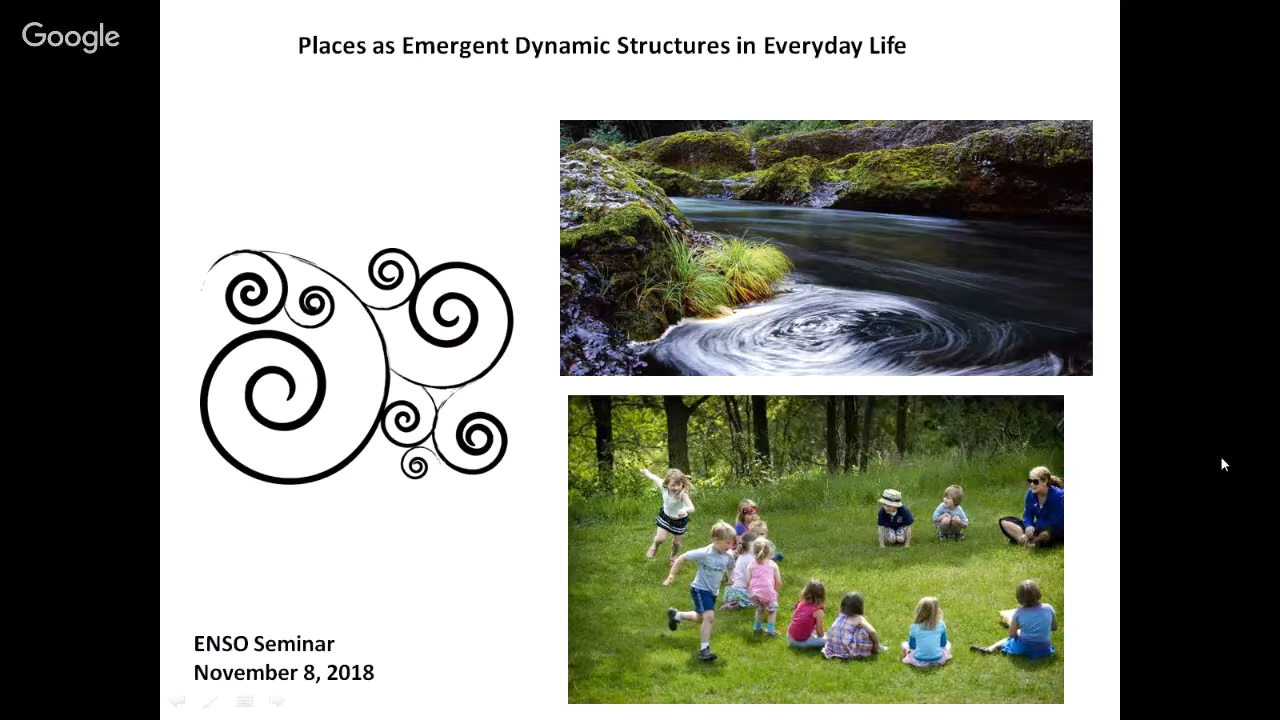 Google
Places as Emergent Dynamic Structures in Everyday Life
ENSO Seminar
November 8, 2018